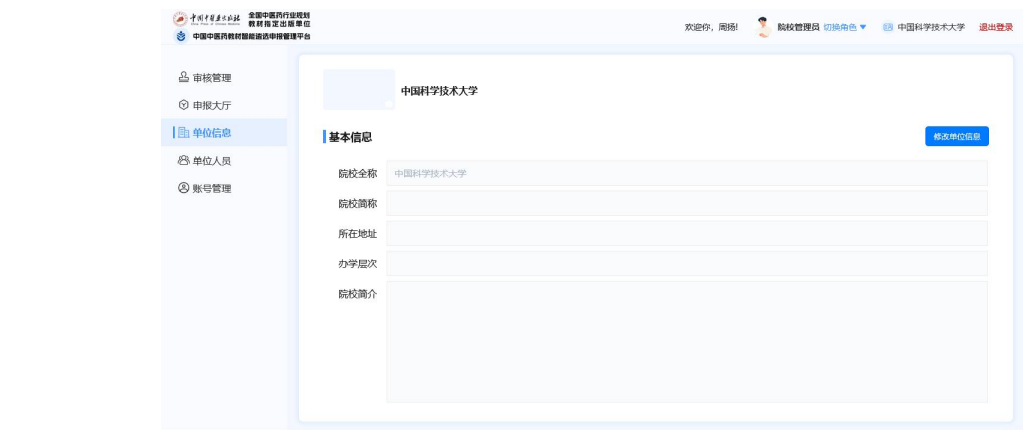 中国中医药出版社 全国中医药行业规划
教材指定出版单位
中国中医药教材智能遴选申报管理平台
欢迎你，周扬!
院校管理员 切换角色
中国科学技术大学
退出登录
审核管理
申报大厅
单位信息
单位人员
账号管理
中国科学技术大学
基本信息
修改单位信息
院校全称 中国科学技术大学
院校简称
所在地址
办学层次
院校简介